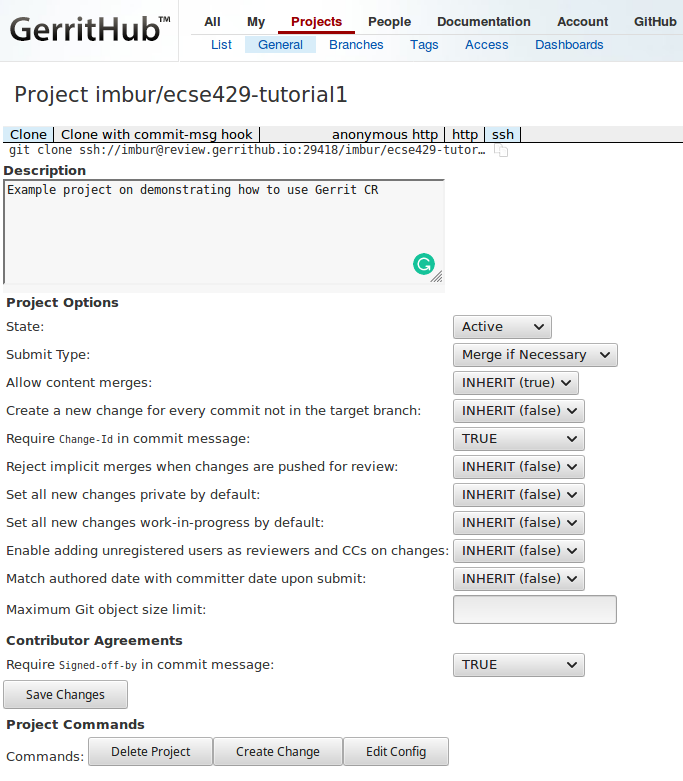 GerritHub™
All My Projects People Documentation Account GitHub
List General Branches Tags Access Dashboards
Project imbur/ecse429-tutorial1
Clone Clone with commit-msg hook anonymous http http ssh
git clone ssh://imbur@review.gerrithub.io:29418/imbur/ecse429-tutor…
Description
Example project on demonstrating how to use Gerrit CR
Project Options
State: Active
Submit Type: Merge if Necessary
Allow content merges: INHERIT (true)
Create a new change for every commit not in the target branch: INHERIT (false)
Require Change-Id in commit message: TRUE
Reject implicit merges when changes are pushed for review: INHERIT (false)
Set all new changes private by default: INHERIT (false)
Set all new changes work-in-progress by default: INHERIT (false)
Enable adding unregistered users as reviewers and CCs on changes: INHERIT (false)
Match authored date with committer date upon submit: INHERIT (false)
Maximum Git object size limit:
Contributor Agreements
Require Signed-off-by in commit message: TRUE
Save Changes
Project Commands
Commands: Delete Project Create Change Edit Config